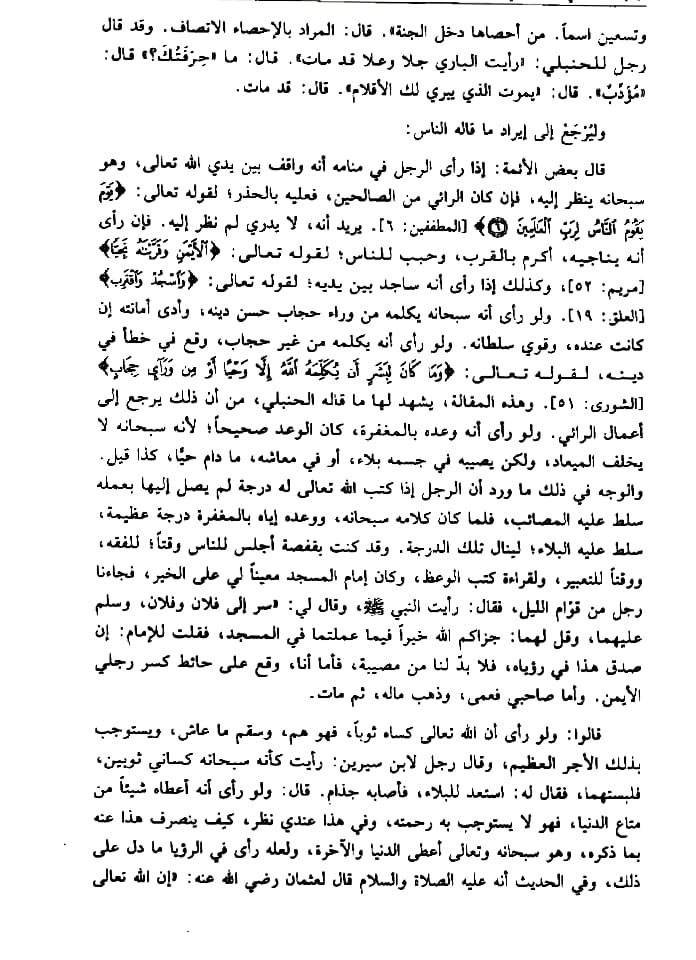 وتسعين اسماً. من أحصاها دخل الجنة». قال: المراد بالإحصاء الاتصاف. وقد قال
رجل للحنبلي: «رأيت الباري جلا وعلا قد مات». قال: ما «حِرْفَتُكَ؟» قال:
«مُؤَدِّبٌ». قال: «يموت الذي يبري لك الأقلام». قال: قد مات.
وليُرْجَعْ إلى إيراد ما قاله الناس:
قال بعض الأئمة: إذا رأى الرجل في منامه أنه واقف بين يدي الله تعالى، وهو
سبحانه ينظر إليه، فإن كان الرائي من الصالحين، فعليه بالحذر؛ لقوله تعالى: ﴿يَوْمَ
يَقُومُ ٱلنَّاسُ لِرَبِّ ٱلْعَٰلَمِينَ ٦﴾ [المطففين: ٦]. يريد أنه، لا يدري لم نظر إليه. فإن رأى
أنه يناجيه، أكرم بالقرب، وحبب للناس؛ لقوله تعالى: ﴿ٱلْأَيْمَنِ وَقَرَّبْنَٰهُ نَجِيًّا﴾
[مريم: ٥٢]، وكذلك إذا رأى أنه ساجد بين يديه؛ لقوله تعالى: ﴿وَٱسْجُدْ وَٱقْتَرِب﴾
[العلق: ١٩]. ولو رأى أنه سبحانه يكلمه من وراء حجاب حسن دينه، وأدى أمانته إن
كانت عنده، وقوي سلطانه. ولو رأى أنه يكلمه من غير حجاب، وقع في خطأ في
دينه، لقوله تعالى: ﴿وَمَا كَانَ لِبَشَرٍ أَن يُكَلِّمَهُ ٱللَّهُ إِلَّا وَحْيًا أَوْ مِن وَرَآيِٕ حِجَابٍ﴾
[الشورى: ٥١]. وهذه المقالة، يشهد لها ما قاله الحنبلي، من أن ذلك يرجع إلى
أعمال الرائي. ولو رأى أنه وعده بالمغفرة، كان الوعد صحيحاً؛ لأنه سبحانه لا
يخلف الميعاد، ولكن يصيبه في جسمه بلاء، أو في معاشه، ما دام حيًّا، كذا قيل.
والوجه في ذلك ما ورد أن الرجل إذا كتب الله تعالى له درجة لم يصل إليها بعمله
سلط عليه المصائب، فلما كان كلامه سبحانه، ووعده إياه بالمغفرة درجة عظيمة،
سلط عليه البلاء؛ لينال تلك الدرجة. وقد كنت بقفصة أجلس للناس وقتاً؛ للفقه،
ووقتاً للتعبير، ولقراءة كتب الوعظ، وكان إمام المسجد معيناً لي على الخير، فجاءنا
رجل من قوّام الليل، فقال: رأيت النبي ﷺ، وقال لي: «سر إلى فلان وفلان، وسلم
عليهما، وقل لهما: جزاكم الله خيراً فيما عملتما في المسجد، فقلت للإمام: إن
صدق هذا في رؤياه، فلا بدّ لنا من مصيبة، فأما أنا، وقع على حائط كسر رجلي
الأيمن. وأما صاحبي فعمى، وذهب ماله، ثم مات.
قالوا: ولو رأى أن الله تعالى كساه ثوباً، فهو هم، وسقم ما عاش، ويستوجب
بذلك الأجر العظيم، وقال رجل لابن سيرين: رأيت كأنه سبحانه كساني ثوبين،
فلبستهما، فقال له: استعد للبلاء، فأصابه جذام. قال: ولو رأى أنه أعطاه شيئاً من
متاع الدنيا، فهو لا يستوجب به رحمته، وفي هذا عندي نظر، كيف ينصرف هذا عنه
بما ذكره، وهو سبحانه وتعالى أعطى الدنيا والآخرة، ولعله رأى في الرؤيا ما دل على
ذلك، وفي الحديث أنه عليه الصلاة والسلام قال لعثمان رضي الله عنه: «إن الله تعالى